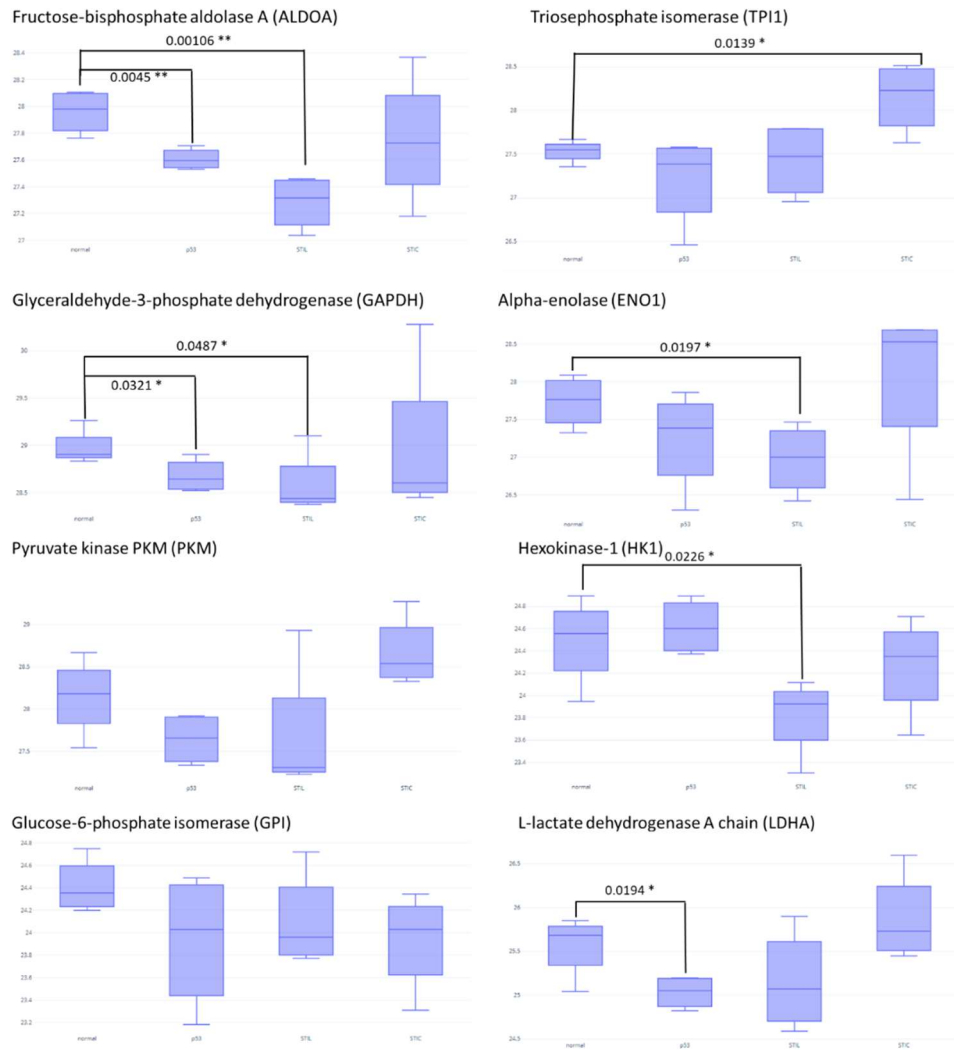 Fructose-bisphosphate aldolase A (ALDOA)
0.00106 **
0.0045 **
28.4
28.2
28
27.8
27.6
27.4
27.2
27
normal
p53
STIL
STIC
Triosephosphate isomerase (TPI1)
0.0139 *
28.5
28
27.5
27
26.5
normal
p53
STIL
STIC
Glyceraldehyde-3-phosphate dehydrogenase (GAPDH)
0.0487 *
0.0321 *
30
29.5
29
28.5
normal
p53
STIL
STIC
Alpha-enolase (ENO1)
0.0197 *
28.5
28
27.5
27
26.5
normal
p53
STIL
STIC
Pyruvate kinase PKM (PKM)
29
28.5
28
27.5
normal
p53
STIL
STIC
Hexokinase-1 (HK1)
0.0226 *
24.8
24.6
24.4
24.2
24
23.8
23.6
23.4
normal
p53
STIL
STIC
Glucose-6-phosphate isomerase (GPI)
24.8
24.6
24.4
24.2
24
23.8
23.6
23.4
23.2
normal
p53
STIL
STIC
L-lactate dehydrogenase A chain (LDHA)
0.0194 *
26.5
26
25.5
25
24.5
normal
p53
STIL
STIC